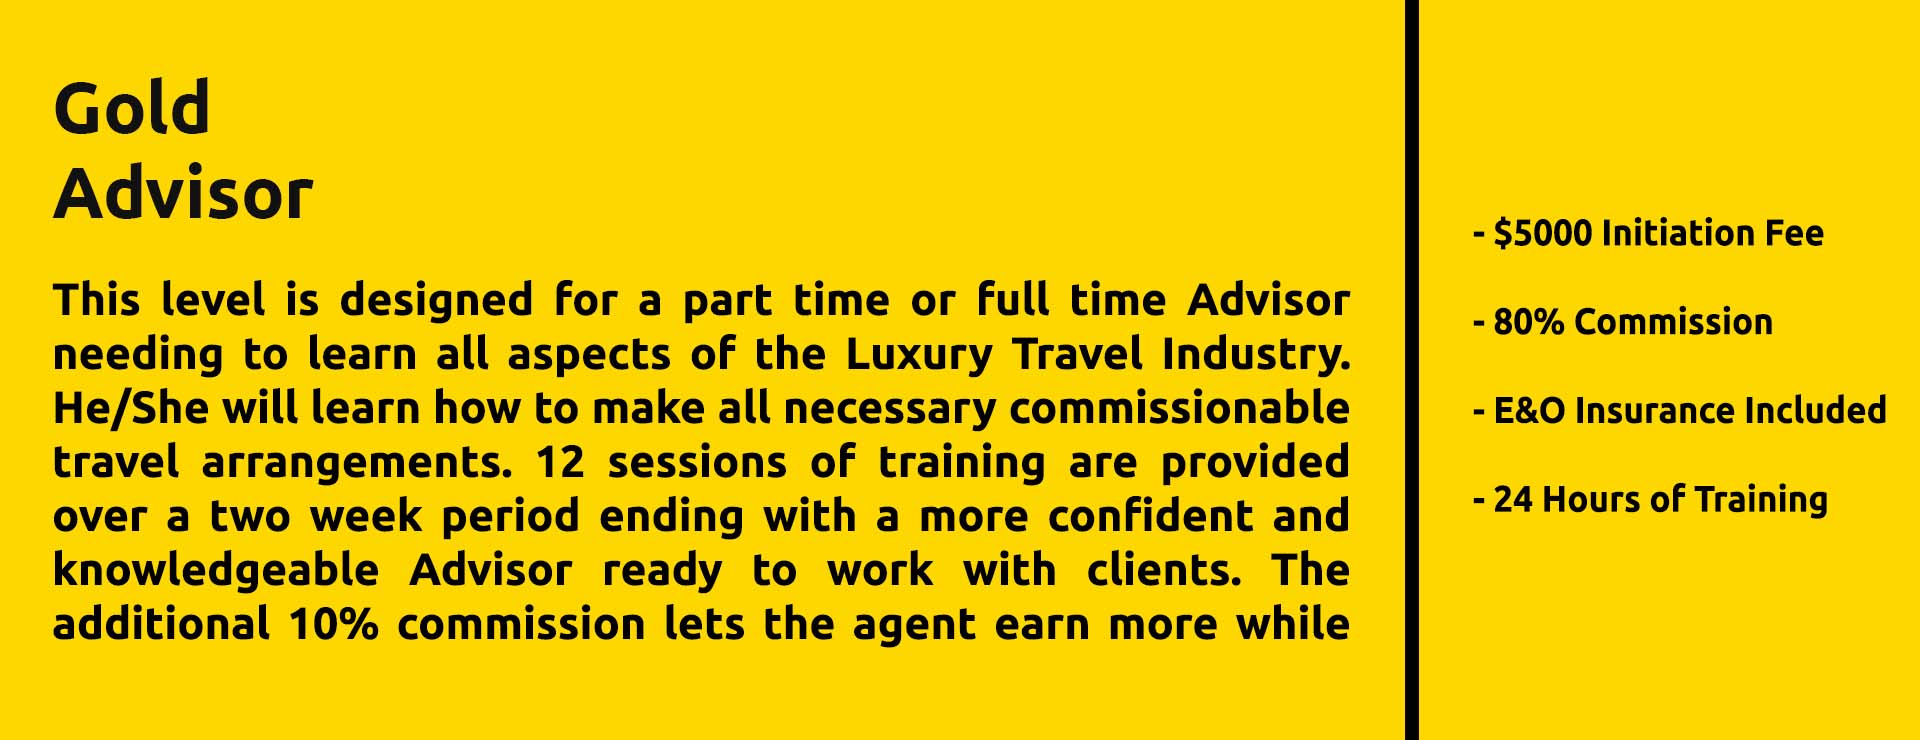 Gold
Advisor
This level is designed for a part time or full time Advisor
needing to learn all aspects of the Luxury Travel Industry.
He/She will learn how to make all necessary commissionable
travel arrangements. 12 sessions of training are provided
over a two week period ending with a more confident and
knowledgeable Advisor ready to work with clients. The
additional 10% commission lets the agent earn more while
- $5000 Initiation Fee
- 80% Commission
- E&O Insurance Included
- 24 Hours of Training